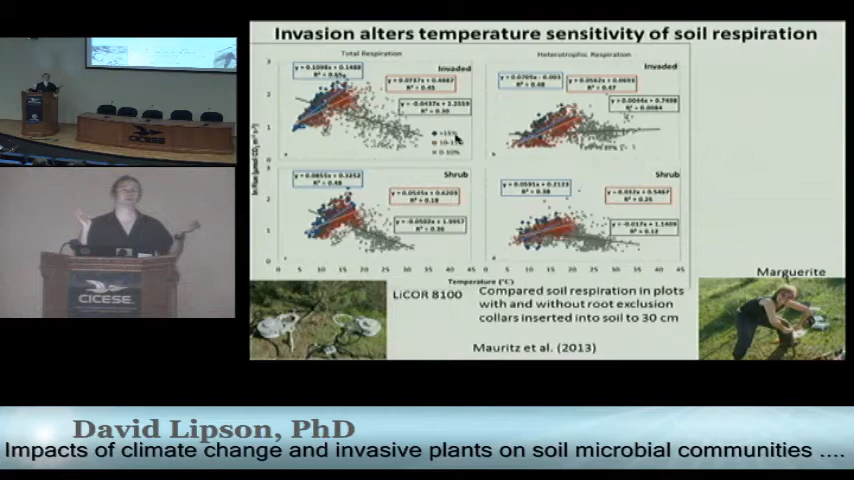 Invasion alters temperature sensitivity of soil respiration
Total Respiration
Heterotrophic Respiration
Invaded
y = 0.1098x + 0.1488
R² = 0.65
y = 0.0737x + 0.4687
R² = 0.45
y = -0.0437x + 2.2559
R² = 0.30
>15%
10-15%
0-10%
Invaded
y = 0.0705x - 0.003
R² = 0.48
y = 0.0562x + 0.0693
R² = 0.47
y = 0.0044x + 0.7498
R² = 0.0084
Shrub
y = 0.0855x + 0.3252
R² = 0.48
y = 0.0545x + 0.6203
R² = 0.18
y = -0.0502x + 1.9957
R² = 0.36
Shrub
y = 0.0591x + 0.2123
R² = 0.38
y = 0.032x + 0.5467
R² = 0.25
y = -0.017x + 1.1409
R² = 0.12
0 5 10 15 20 25 30 35 40 45
0 5 10 15 20 25 30 35 40 45
Temperature (°C)
LiCOR 8100
Compared soil respiration in plots
with and without root exclusion
collars inserted into soil to 30 cm
Mauritz et al. (2013)
Marguerite
CICESE
CICESE
David Lipson, PhD
Impacts of climate change and invasive plants on soil microbial communities ....